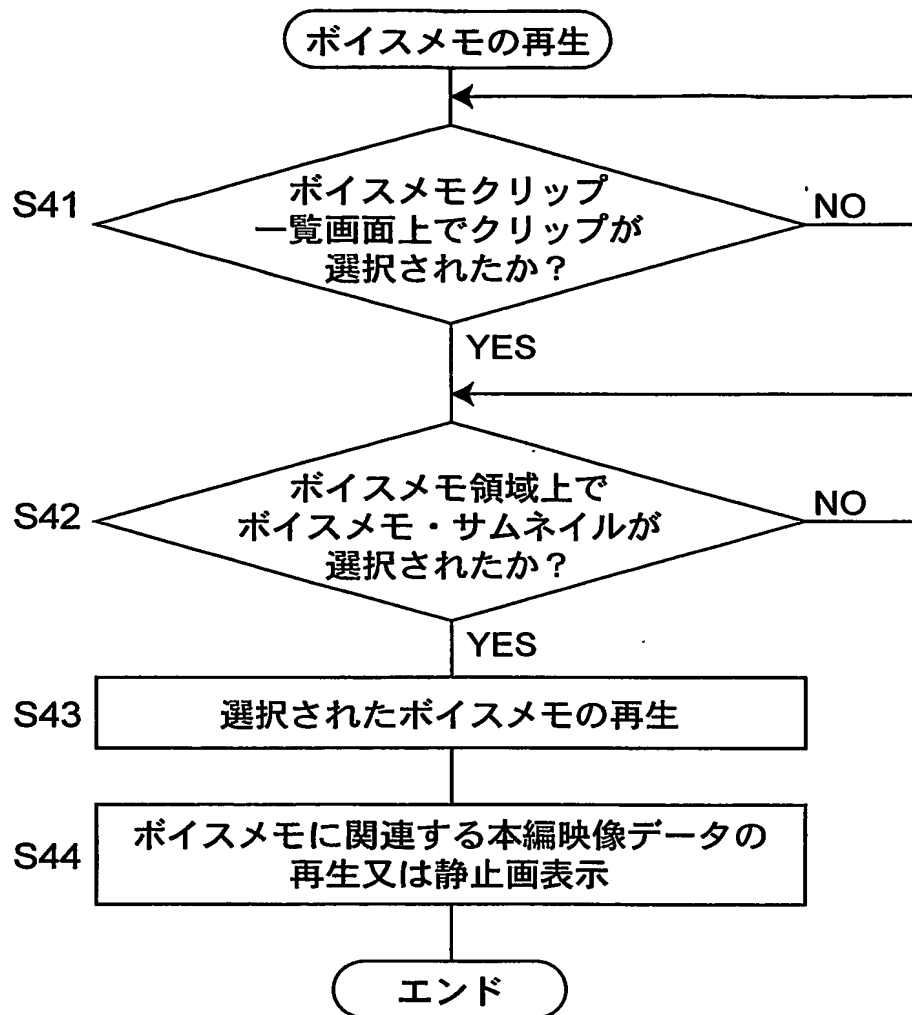 ボイスメモの再生
S41
ボイスメモクリップ
一覧画面上でクリップが
選択されたか？
NO
YES
S42
ボイスメモ領域上で
ボイスメモ・サムネイルが
選択されたか？
NO
YES
S43
選択されたボイスメモの再生
S44
ボイスメモに関連する本編映像データの
再生又は静止画表示
エンド